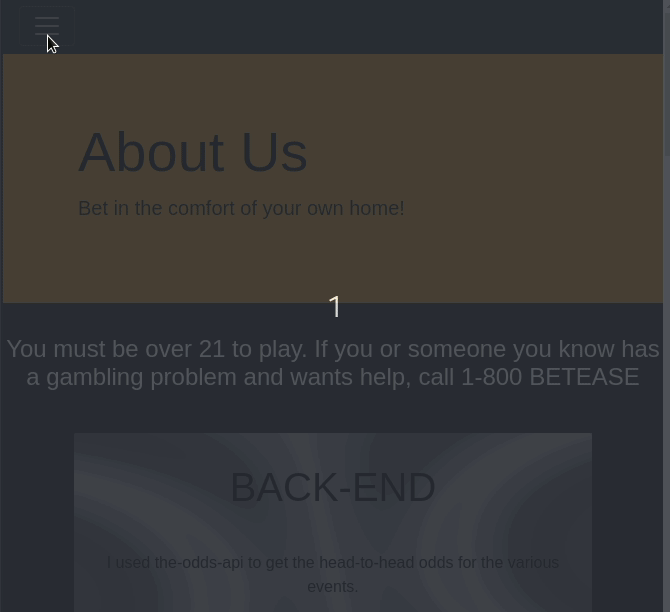 About Us
Bet in the comfort of your own home!
1
You must be over 21 to play. If you or someone you know has
a gambling problem and wants help, call 1-800 BETEASE
BACK-END
I used the-odds-api to get the head-to-head odds for the various
events.